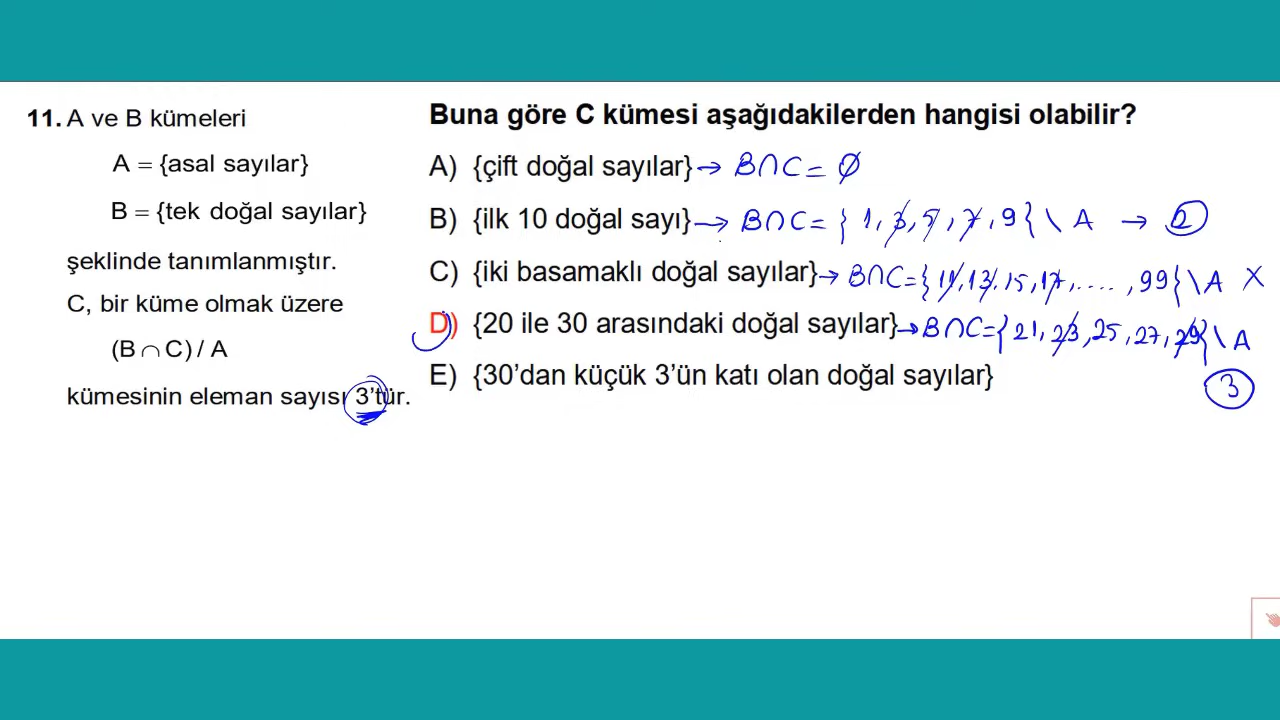 11. A ve B kümeleri
A = {asal sayılar}
B = {tek doğal sayılar}
şeklinde tanımlanmıştır.
C, bir küme olmak üzere
(B ∩ C) / A
kümesinin eleman sayısı 3'tür.
Buna göre C kümesi aşağıdakilerden hangisi olabilir?
A) {çift doğal sayılar} → B∩C = ∅
B) {ilk 10 doğal sayı} → B∩C = {1, 3, 5, 7, 9} \ A → 2
C) {iki basamaklı doğal sayılar} → B∩C = {11, 13, 15, 17, ...., 99} \ A X
D) {20 ile 30 arasındaki doğal sayılar} → B∩C = {21, 23, 25, 27, 29} \ A
3
E) {30'dan küçük 3'ün katı olan doğal sayılar}